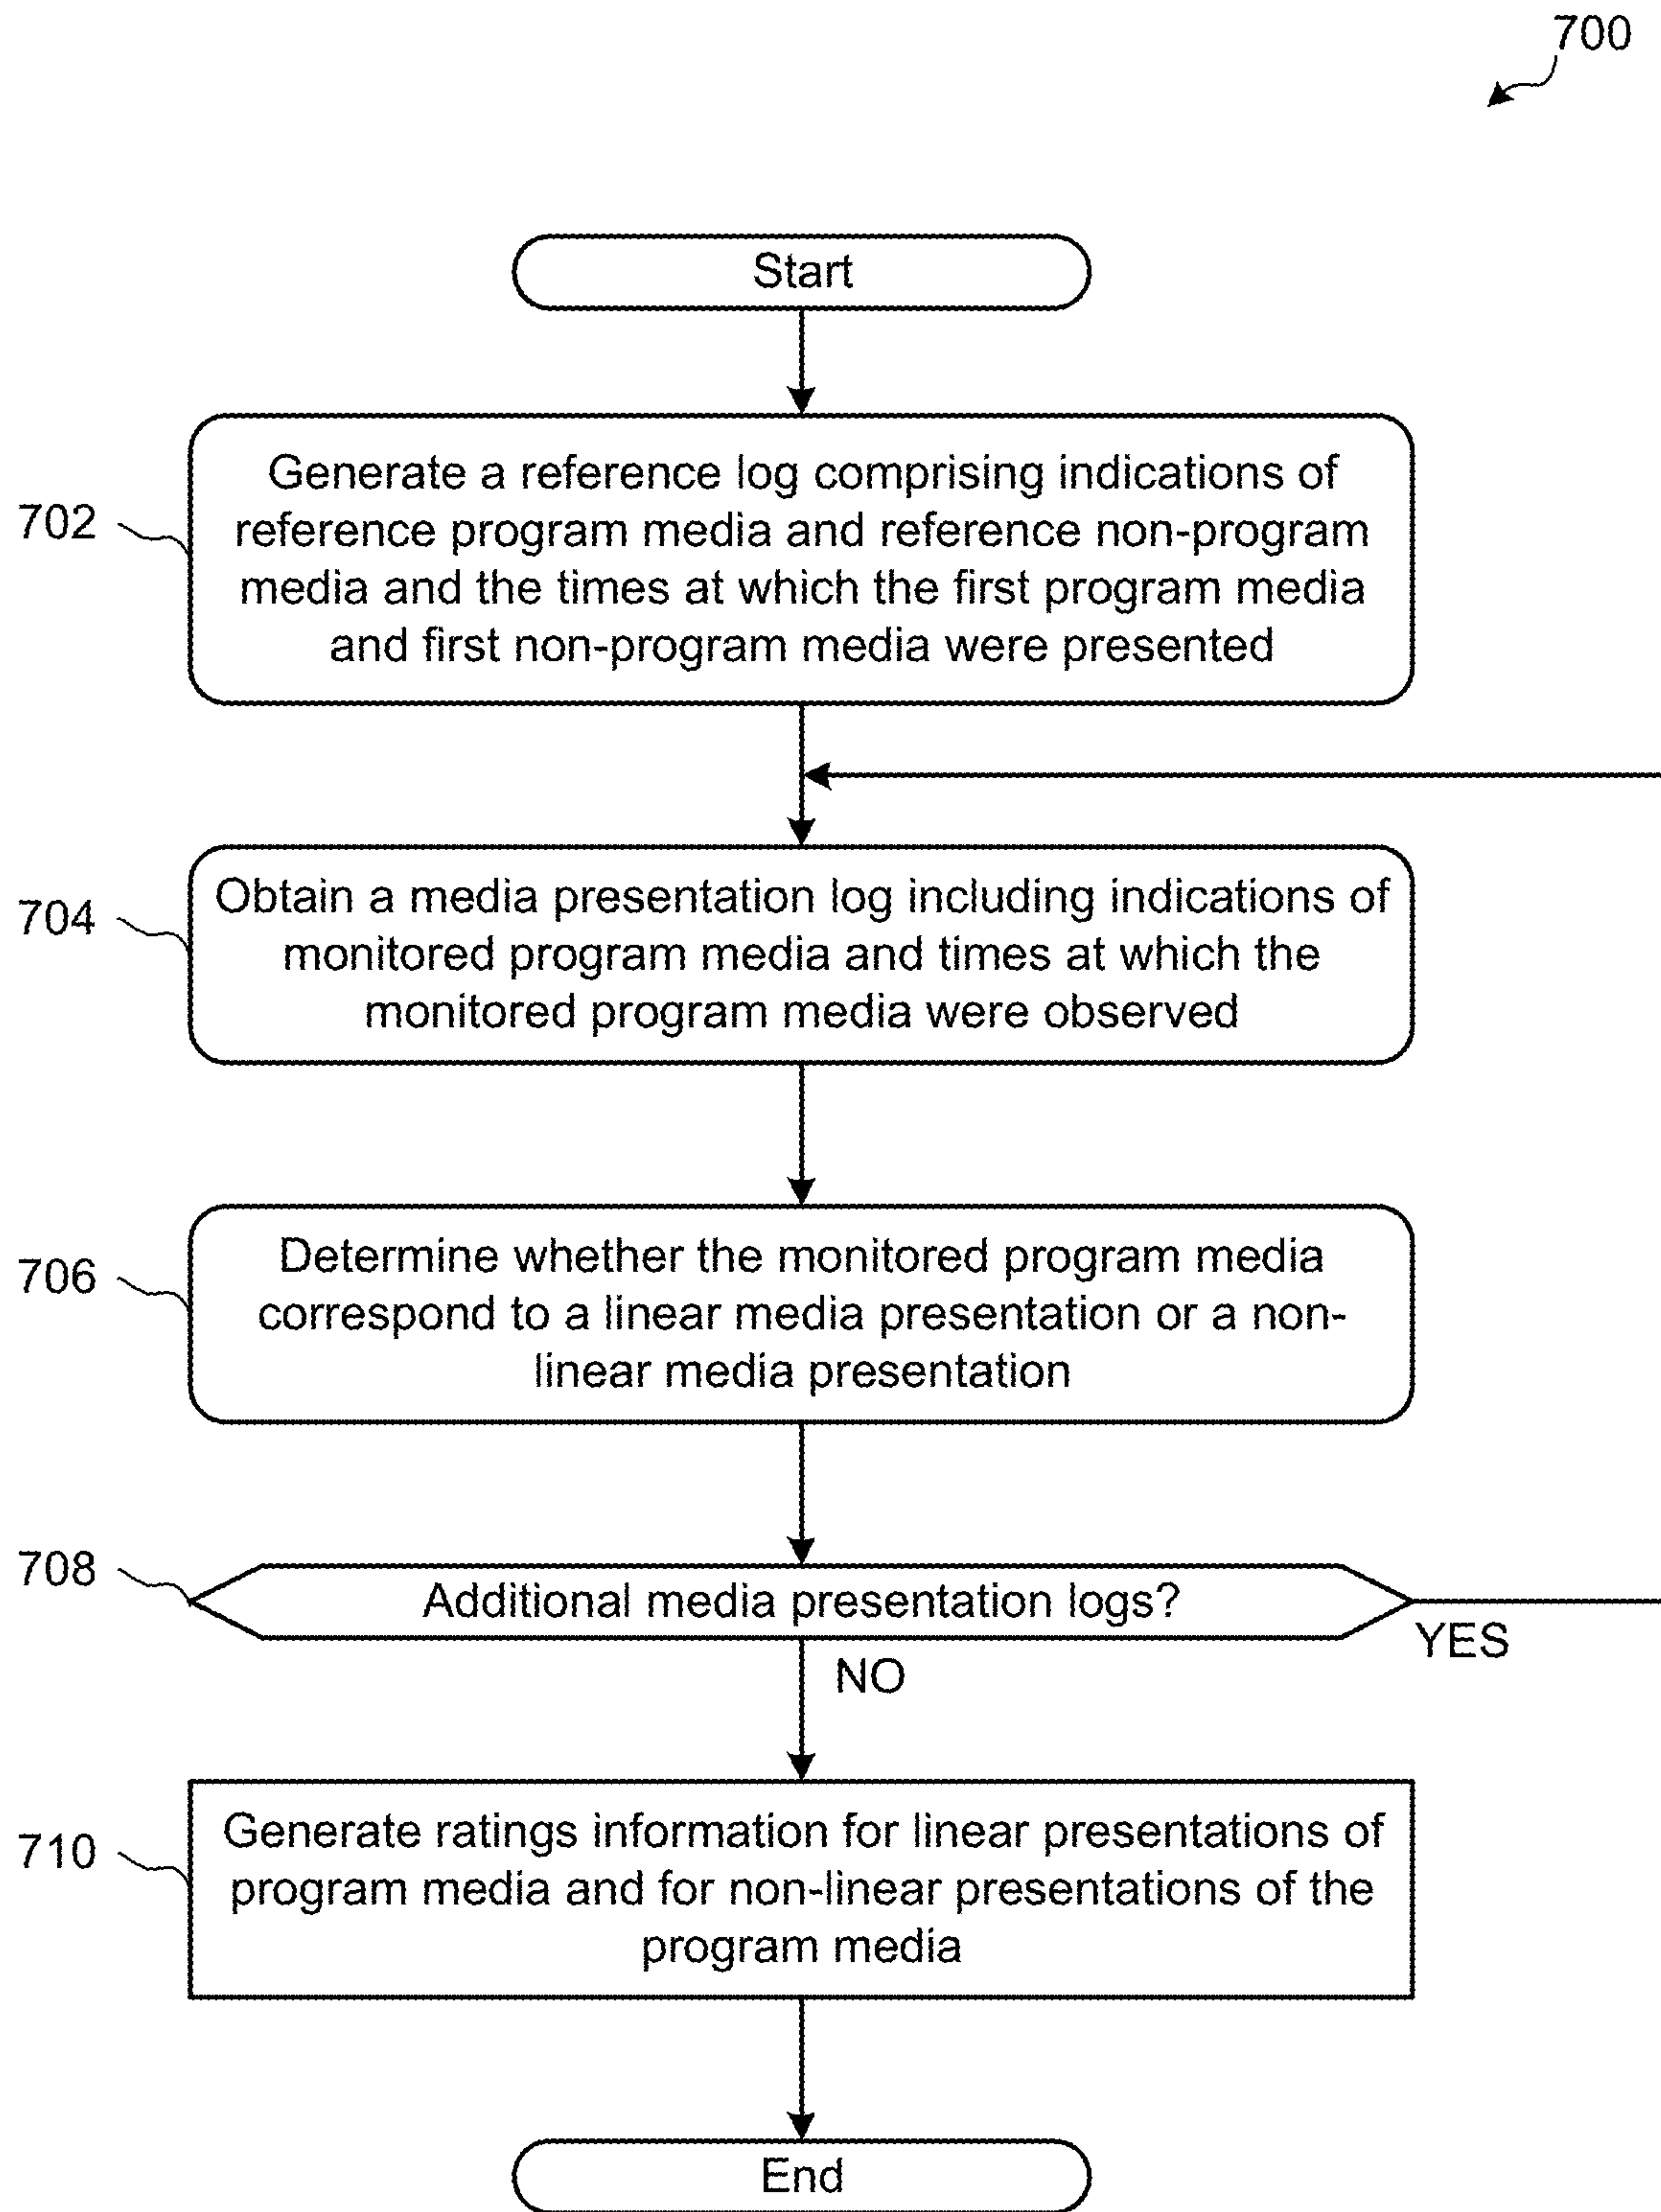 700
Start
702
Generate a reference log comprising indications of
reference program media and reference non-program
media and the times at which the first program media
and first non-program media were presented
704
Obtain a media presentation log including indications of
monitored program media and times at which the
monitored program media were observed
706
Determine whether the monitored program media
correspond to a linear media presentation or a non-
linear media presentation
708
Additional media presentation logs?
YES
NO
710
Generate ratings information for linear presentations of
program media and for non-linear presentations of the
program media
End